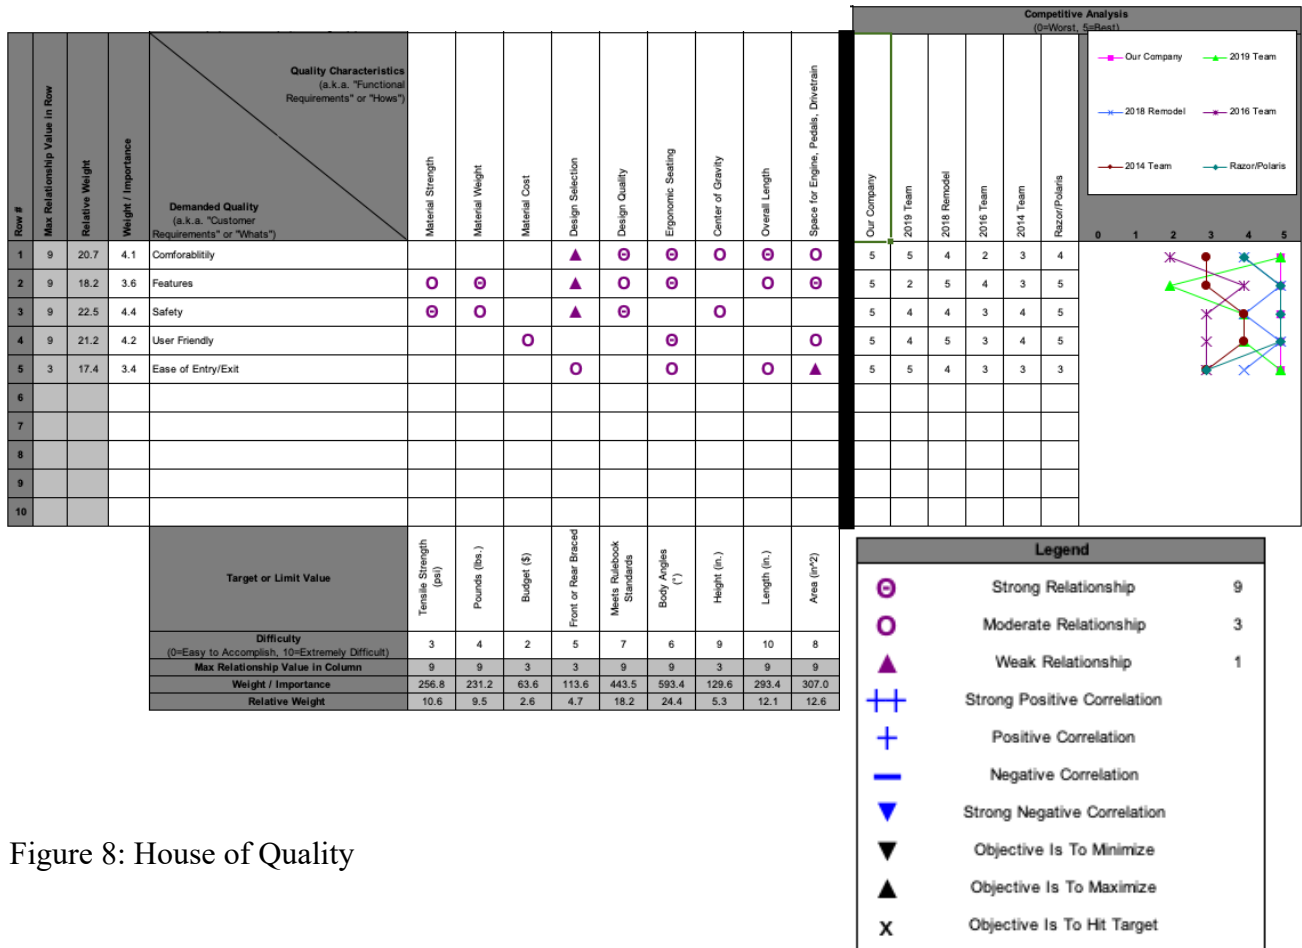 Competitive Analysis
(0=Worst, 5=Best)
Quality Characteristics
(a.k.a. "Functional
Requirements" or "Hows")
Demanded Quality
(a.k.a. "Customer
Requirements" or "Whats")
Row #
Max Relationship Value in Row
Relative Weight
Weight / Importance
Material Strength
Material Weight
Material Cost
Design Selection
Design Quality
Ergonomic Seating
Center of Gravity
Overall Length
Space for Engine, Pedals, Drivetrain
Our Company
2019 Team
2018 Remodel
2016 Team
2014 Team
Razor/Polaris
Our Company 2019 Team
2018 Remodel 2016 Team
2014 Team Razor/Polaris
0 1 2 3 4 5
1 9 20.7 4.1 Comforablitily 5 5 4 2 3 4
2 9 18.2 3.6 Features 5 2 5 4 3 5
3 9 22.5 4.4 Safety 5 4 4 3 4 5
4 9 21.2 4.2 User Friendly 5 4 5 3 4 5
5 3 17.4 3.4 Ease of Entry/Exit 5 5 4 3 3 3
6
7
8
9
10
Target or Limit Value
Tensile Strength
(psi)
Pounds (lbs.)
Budget ($)
Front or Rear Braced
Meets Rulebook
Standards
Body Angles
(°)
Height (in.)
Length (in.)
Area (in^2)
Difficulty
(0=Easy to Accomplish, 10=Extremely Difficult)
3 4 2 5 7 6 9 10 8
Max Relationship Value in Column 9 9 3 3 9 9 3 9 9
Weight / Importance 256.8 231.2 63.6 113.6 443.5 593.4 129.6 293.4 307.0
Relative Weight 10.6 9.5 2.6 4.7 18.2 24.4 5.3 12.1 12.6
Legend
Strong Relationship 9
Moderate Relationship 3
Weak Relationship 1
Strong Positive Correlation
Positive Correlation
Negative Correlation
Strong Negative Correlation
Objective Is To Minimize
Objective Is To Maximize
x Objective Is To Hit Target
Figure 8: House of Quality